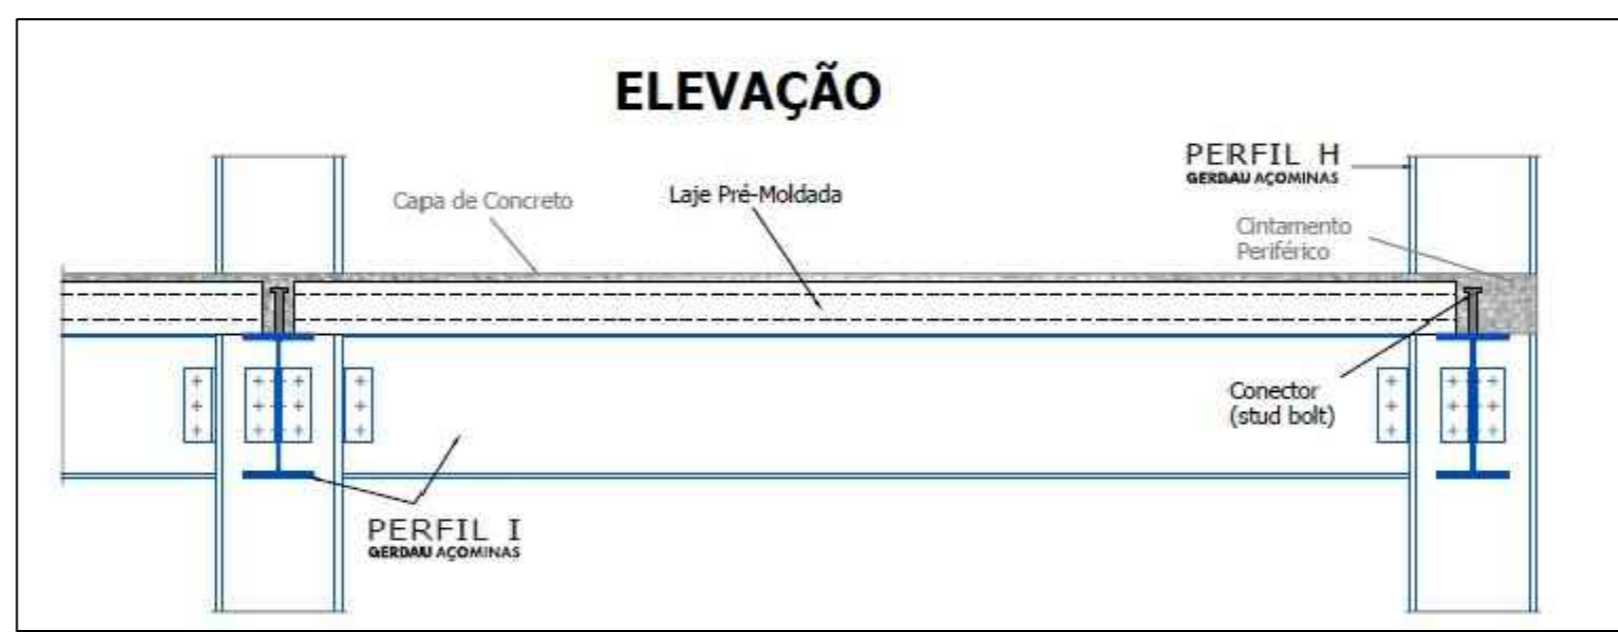 ELEVAÇÃO
PERFIL H
GERDAU AÇOMINAS
Capa de Concreto
Laje Pré-Moldada
Cintamento
Periférico
Conector
(stud bolt)
PERFIL I
GERDAU AÇOMINAS